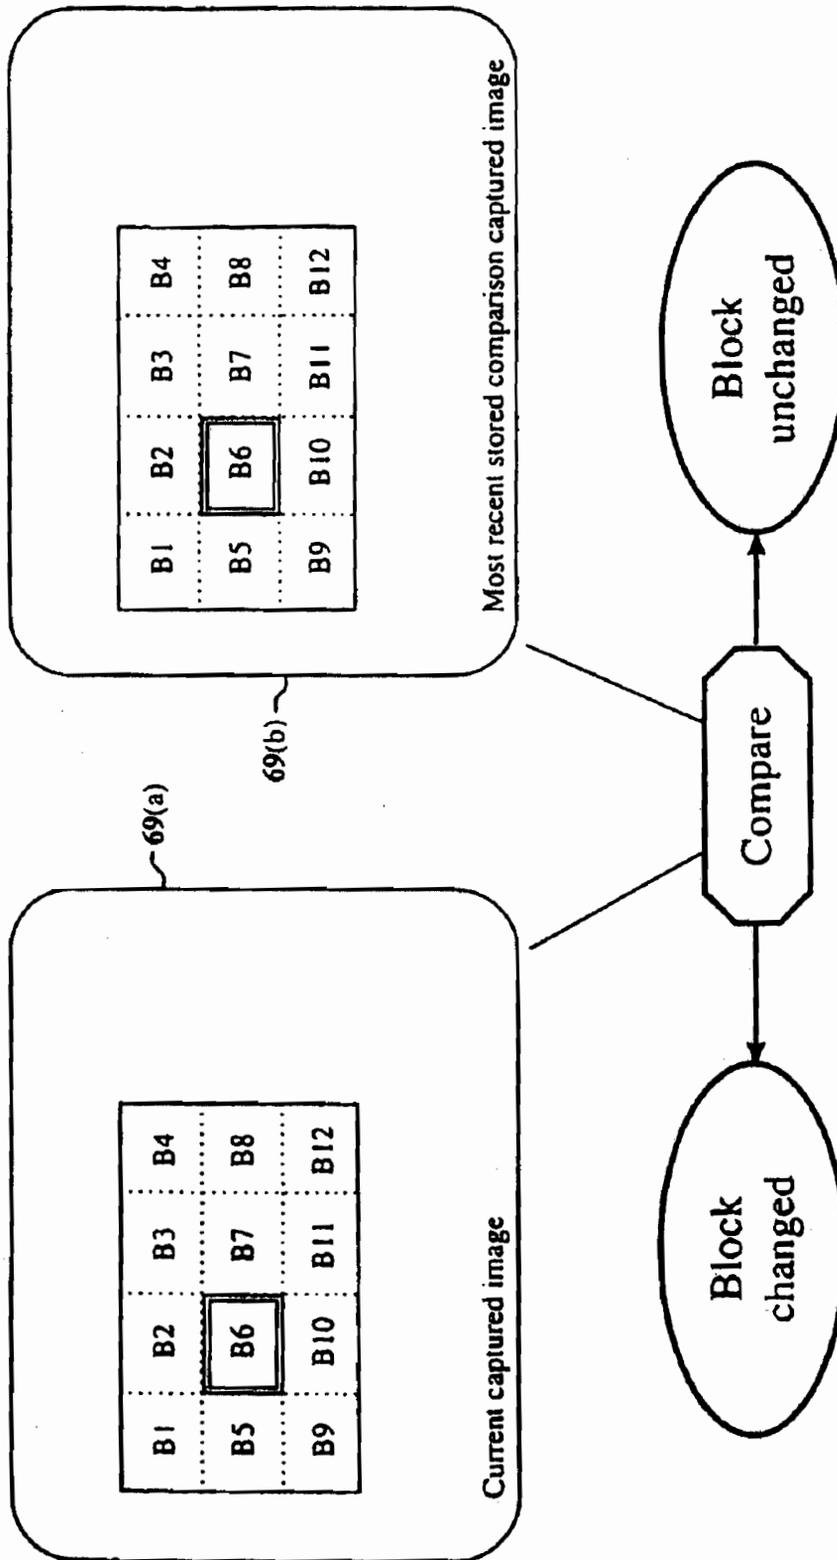 69(a)
B1 B2 B3 B4
B5 B6 B7 B8
B9 B10 B11 B12
Current captured image
69(b)
B1 B2 B3 B4
B5 B6 B7 B8
B9 B10 B11 B12
Most recent stored comparison captured image
Block
changed
Compare
Block
unchanged